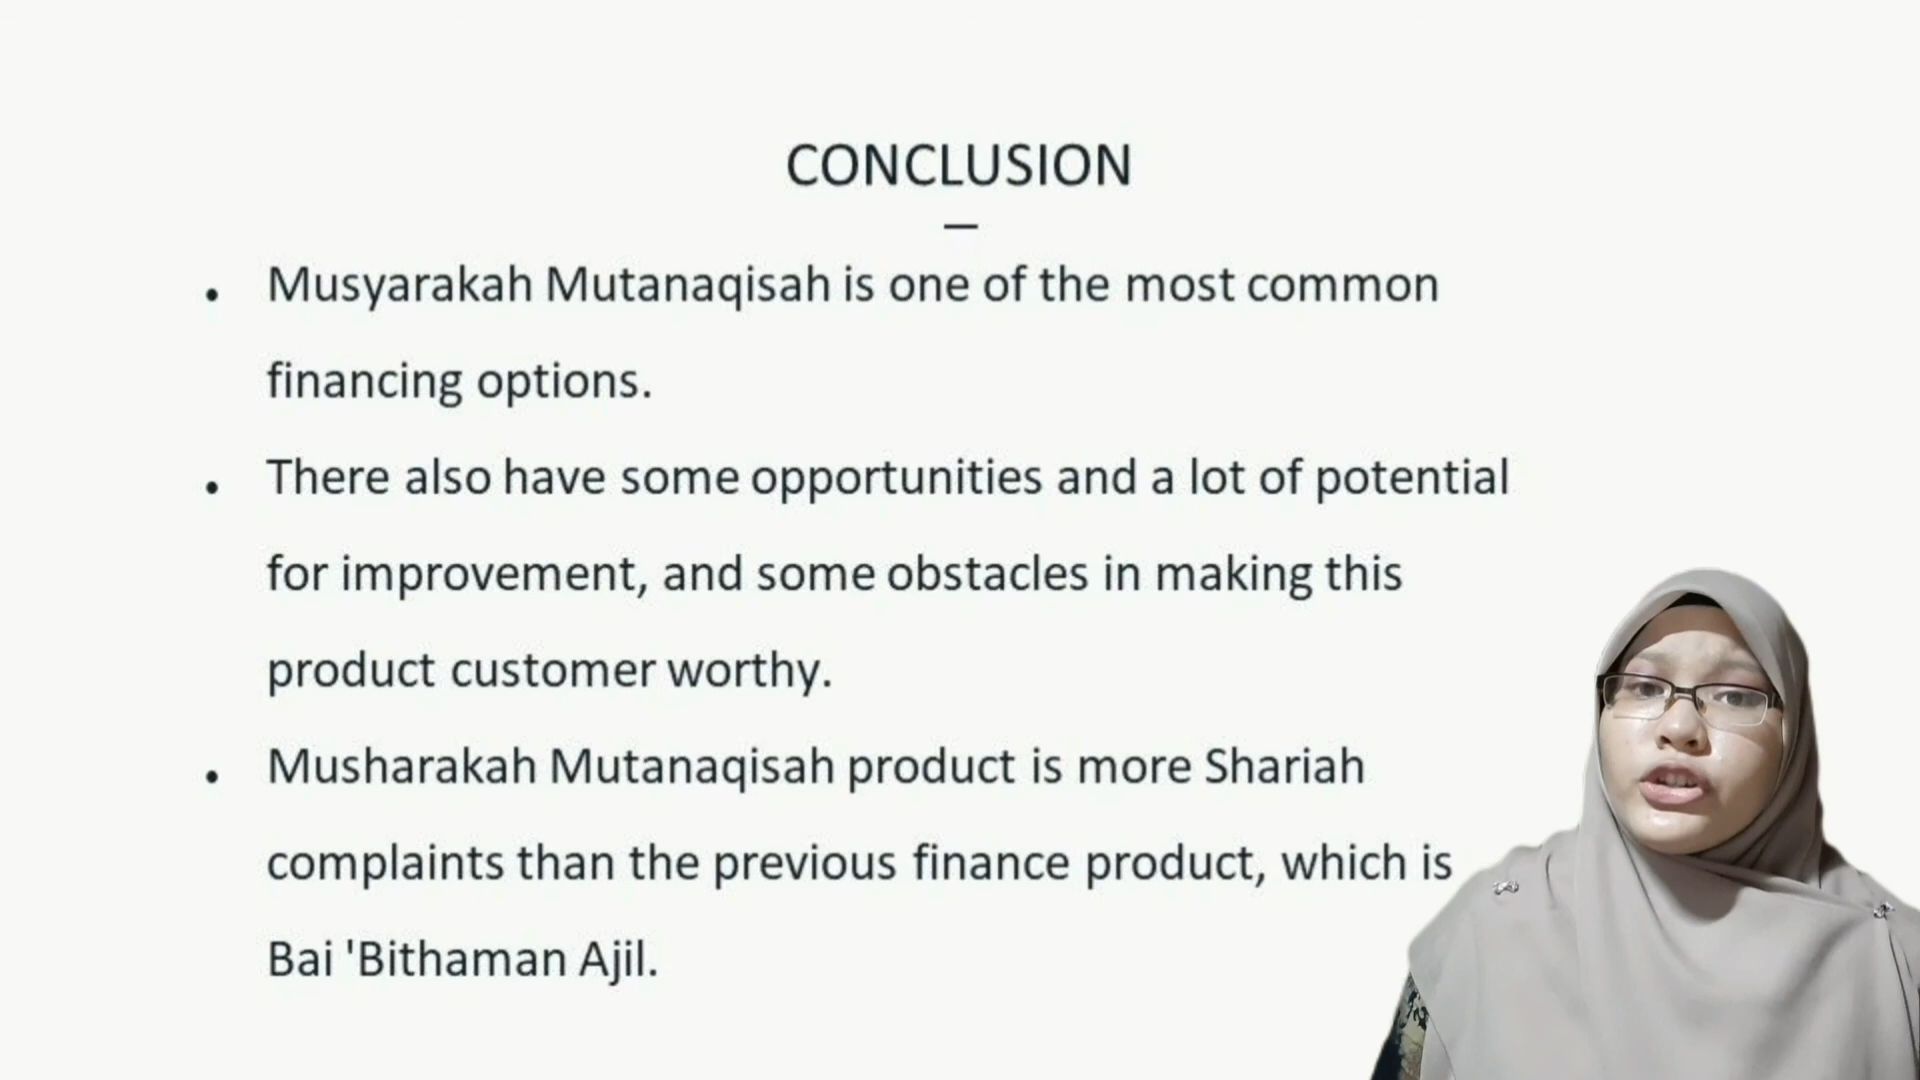 CONCLUSION
Musyarakah Mutanaqisah is one of the most common
financing options.
There also have some opportunities and a lot of potential
for improvement, and some obstacles in making this
product customer worthy.
Musharakah Mutanaqisah product is more Shariah
complaints than the previous finance product, which is
Bai 'Bithaman Ajil.